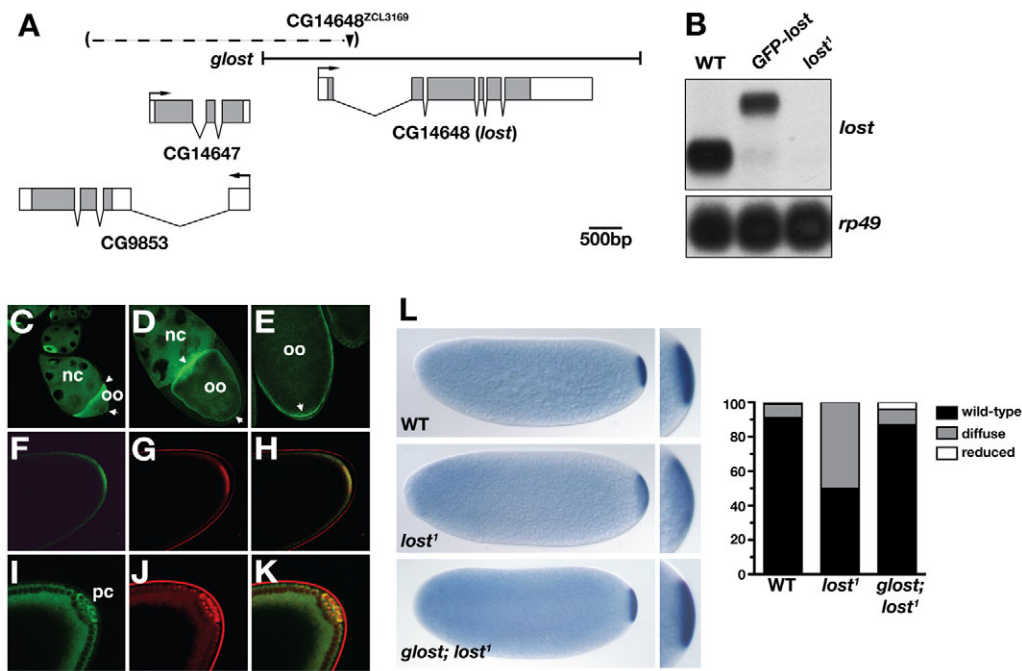 A
CG14648ZCL3169
( )
glost
CG14647
CG14648 (lost)
CG9853
500bp
B
WT GFP-lost lost1
lost
rp49
C nc oo
D nc oo
E oo
F
G
H
I pc
J
K
L
WT
lost1
glost; lost1
100
80
60
40
20
0
WT lost1 glost;
lost1
wild-type
diffuse
reduced